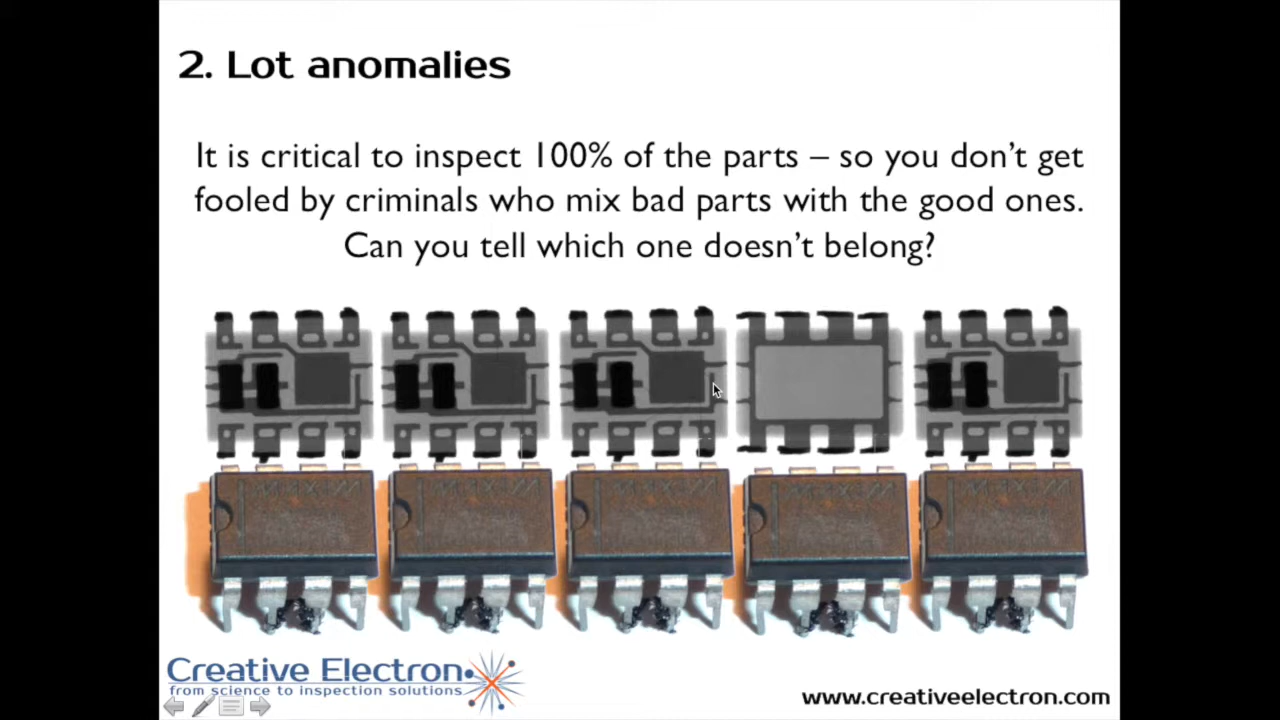 2. Lot anomalies
It is critical to inspect 100% of the parts – so you don't get
fooled by criminals who mix bad parts with the good ones.
Can you tell which one doesn't belong?
Creative Electron
from science to inspection solutions
www.creativeelectron.com